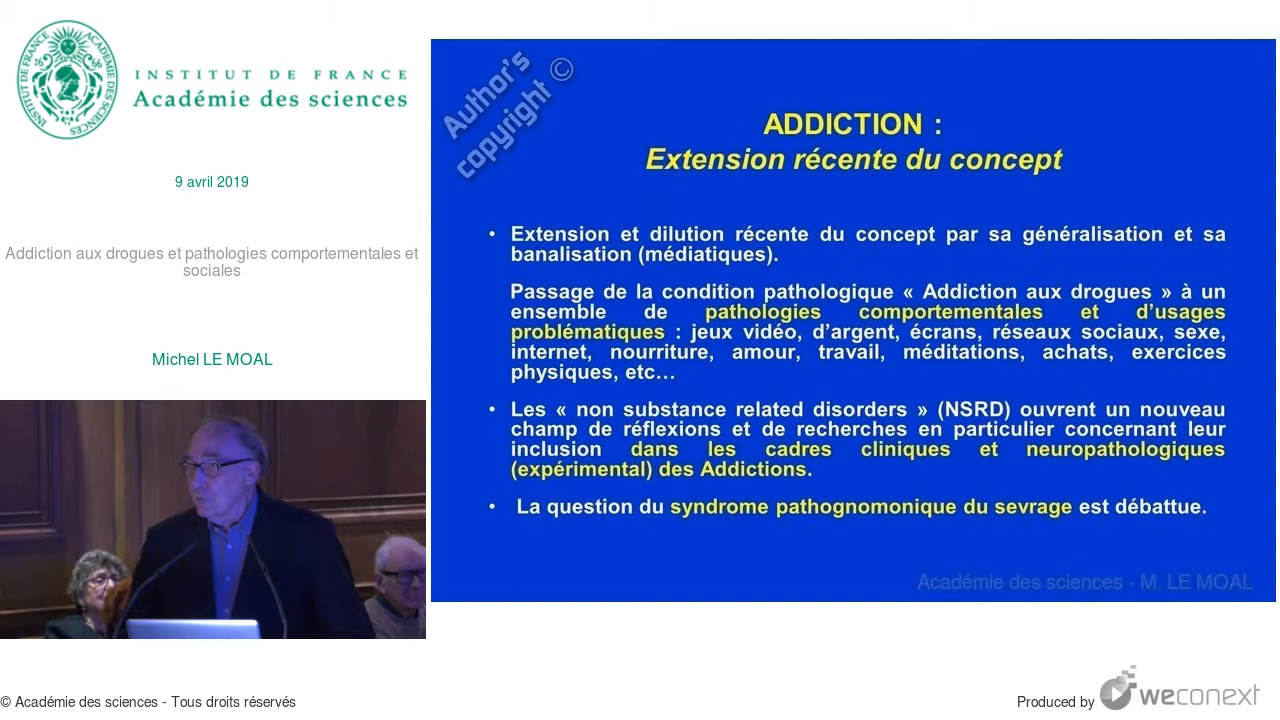 INSTITUT DE FRANCE
Académie des sciences
9 avril 2019
Addiction aux drogues et pathologies comportementales et
sociales
Michel LE MOAL
Author's
copyright ©
ADDICTION :
Extension récente du concept
• Extension et dilution récente du concept par sa généralisation et sa
banalisation (médiatiques).
Passage de la condition pathologique « Addiction aux drogues » à un
ensemble de pathologies comportementales et d'usages
problématiques : jeux vidéo, d'argent, écrans, réseaux sociaux, sexe,
internet, nourriture, amour, travail, méditations, achats, exercices
physiques, etc…
• Les « non substance related disorders » (NSRD) ouvrent un nouveau
champ de réflexions et de recherches en particulier concernant leur
inclusion dans les cadres cliniques et neuropathologiques
(expérimental) des Addictions.
• La question du syndrome pathognomonique du sevrage est débattue.
Académie des sciences - M. LE MOAL
© Académie des sciences - Tous droits réservés
Produced by weconext